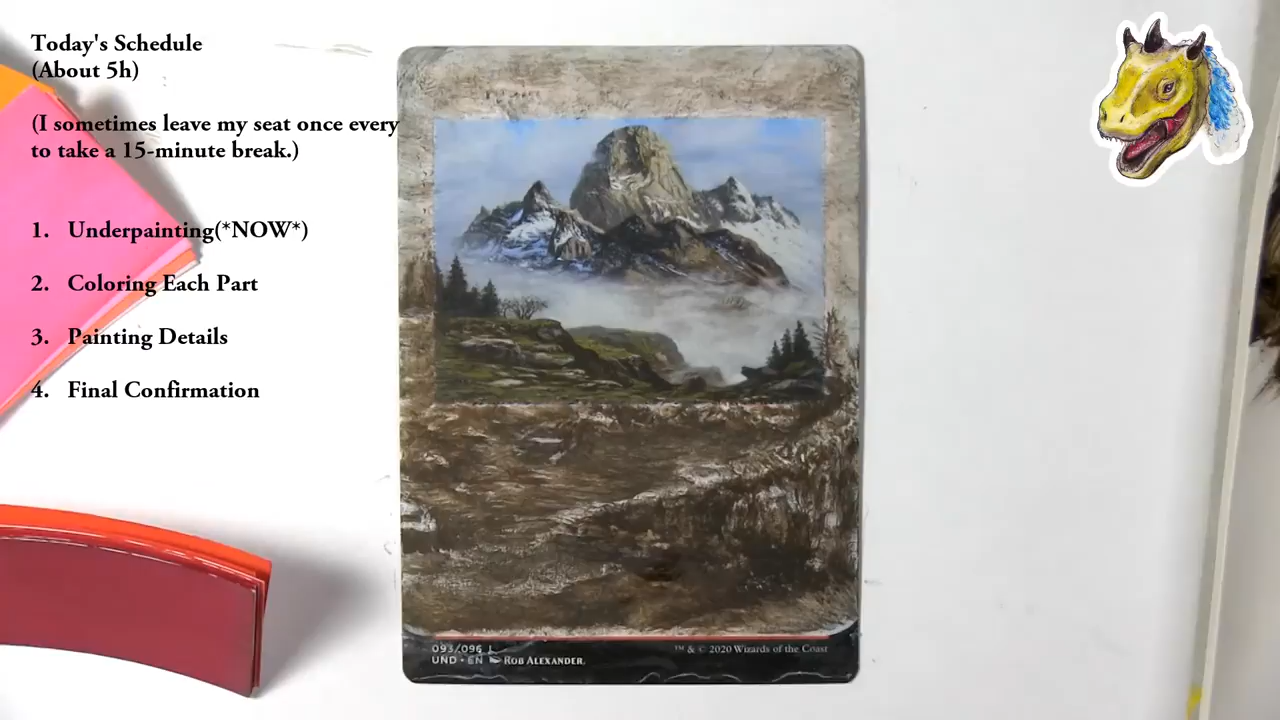 Today's Schedule
(About 5h)
(I sometimes leave my seat once every
to take a 15-minute break.)
1. Underpainting(*NOW*)
2. Coloring Each Part
3. Painting Details
4. Final Confirmation
093/096 L
UND • EN ROB ALEXANDER
™ & © 2020 Wizards of the Coast